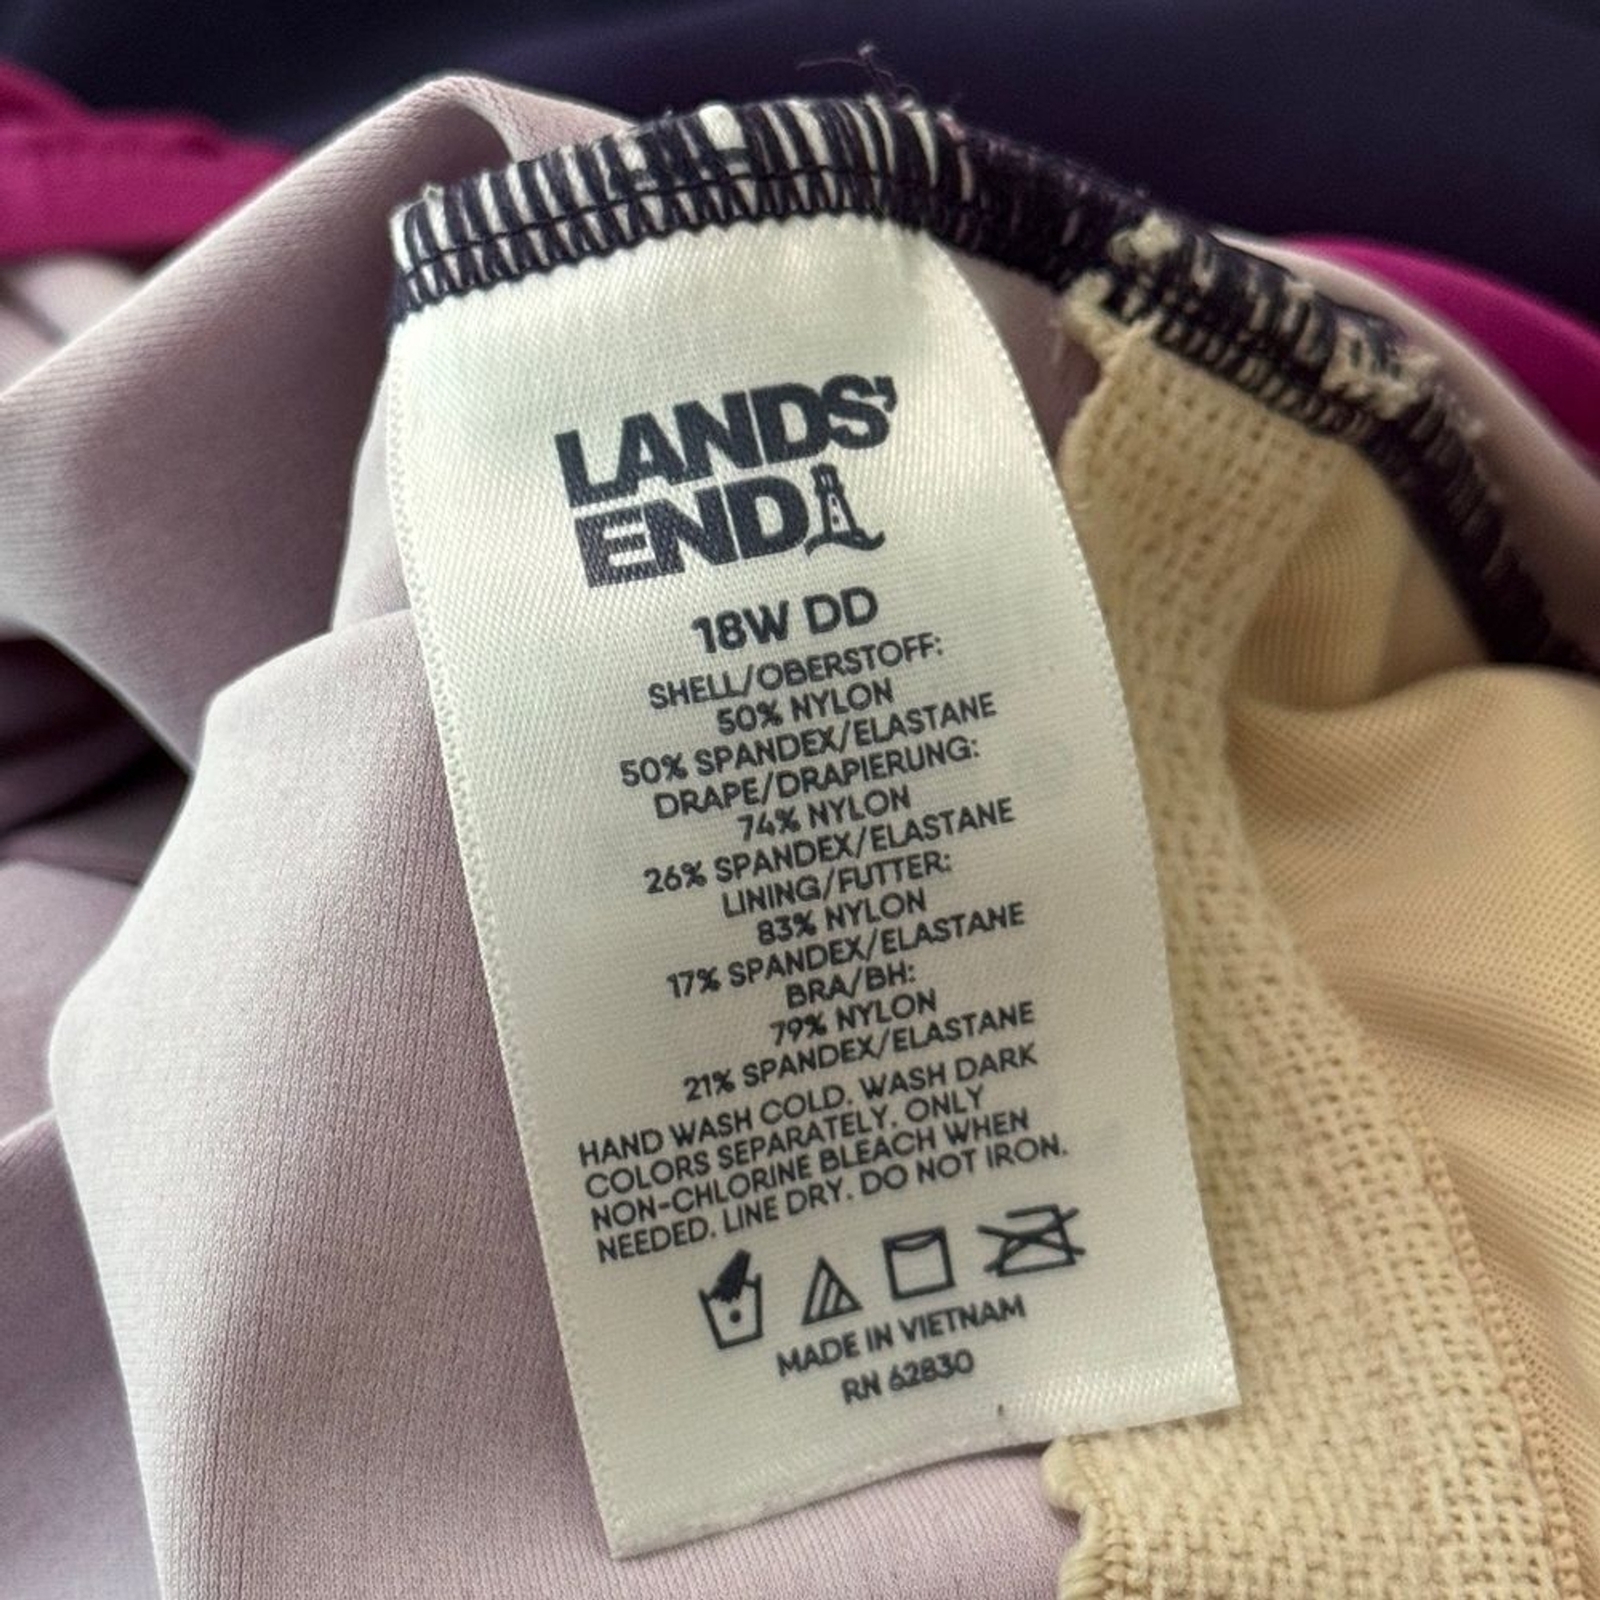 LANDS'
END
18W DD
SHELL/OBERSTOFF:
50% NYLON
50% SPANDEX/ELASTANE
DRAPE/DRAPIERUNG:
74% NYLON
26% SPANDEX/ELASTANE
LINING/FUTTER:
83% NYLON
17% SPANDEX/ELASTANE
BRA/BH:
79% NYLON
21% SPANDEX/ELASTANE
HAND WASH COLD. WASH DARK
COLORS SEPARATELY. ONLY
NON-CHLORINE BLEACH WHEN
NEEDED. LINE DRY. DO NOT IRON.
MADE IN VIETNAM
RN 62830